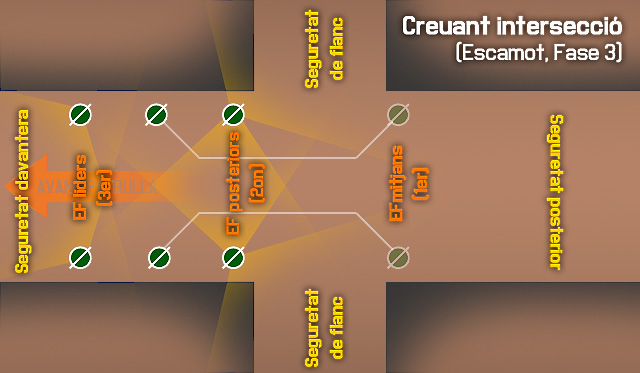 Creuant intersecció
(Escamot, Fase 3)
Seguretat
de flanc
Seguretat davantera
EF líders
(3er)
EF posteriors
(2on)
EF mitjans
(1er)
Seguretat posterior
Seguretat
de flanc